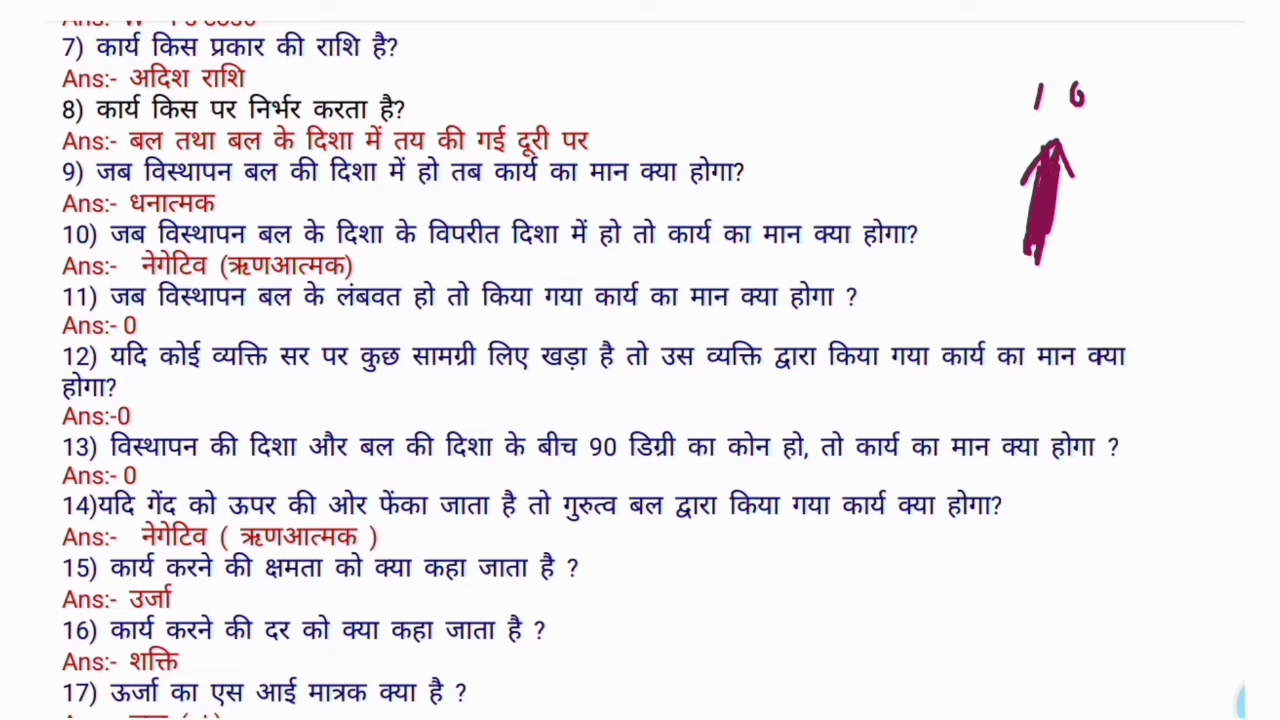 7) कार्य किस प्रकार की राशि है?
Ans:- अदिश राशि
8) कार्य किस पर निर्भर करता है?
Ans:- बल तथा बल के दिशा में तय की गई दूरी पर
9) जब विस्थापन बल की दिशा में हो तब कार्य का मान क्या होगा?
Ans:- धनात्मक
10) जब विस्थापन बल के दिशा के विपरीत दिशा में हो तो कार्य का मान क्या होगा?
Ans:- नेगेटिव (ऋणआत्मक)
11) जब विस्थापन बल के लंबवत हो तो किया गया कार्य का मान क्या होगा ?
Ans:- 0
12) यदि कोई व्यक्ति सर पर कुछ सामग्री लिए खड़ा है तो उस व्यक्ति द्वारा किया गया कार्य का मान क्या
होगा?
Ans:-0
13) विस्थापन की दिशा और बल की दिशा के बीच 90 डिग्री का कोन हो, तो कार्य का मान क्या होगा ?
Ans:- 0
14)यदि गेंद को ऊपर की ओर फेंका जाता है तो गुरुत्व बल द्वारा किया गया कार्य क्या होगा?
Ans:- नेगेटिव ( ऋणआत्मक )
15) कार्य करने की क्षमता को क्या कहा जाता है ?
Ans:- उर्जा
16) कार्य करने की दर को क्या कहा जाता है ?
Ans:- शक्ति
17) ऊर्जा का एस आई मात्रक क्या है ?